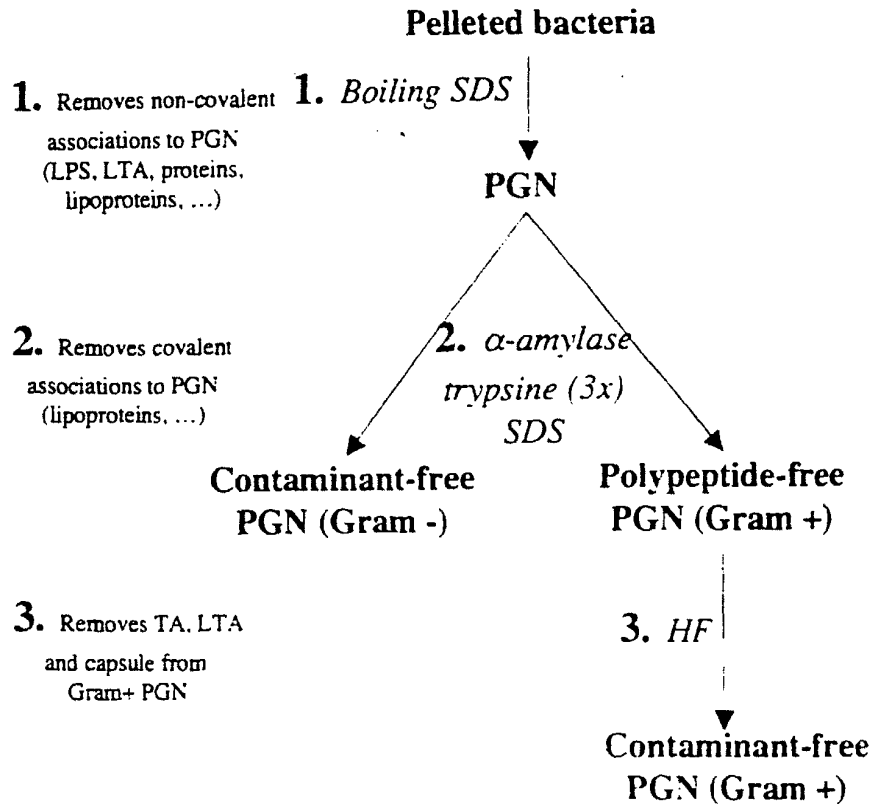 Pelleted bacteria
1. Removes non-covalent
associations to PGN
(LPS, LTA, proteins,
lipoproteins, ...)
1. Boiling SDS
PGN
2. Removes covalent
associations to PGN
(lipoproteins, ...)
2. α-amylase
trypsine (3x)
SDS
Contaminant-free
PGN (Gram -)
Polypeptide-free
PGN (Gram +)
3. Removes TA, LTA
and capsule from
Gram+ PGN
3. HF
Contaminant-free
PGN (Gram +)